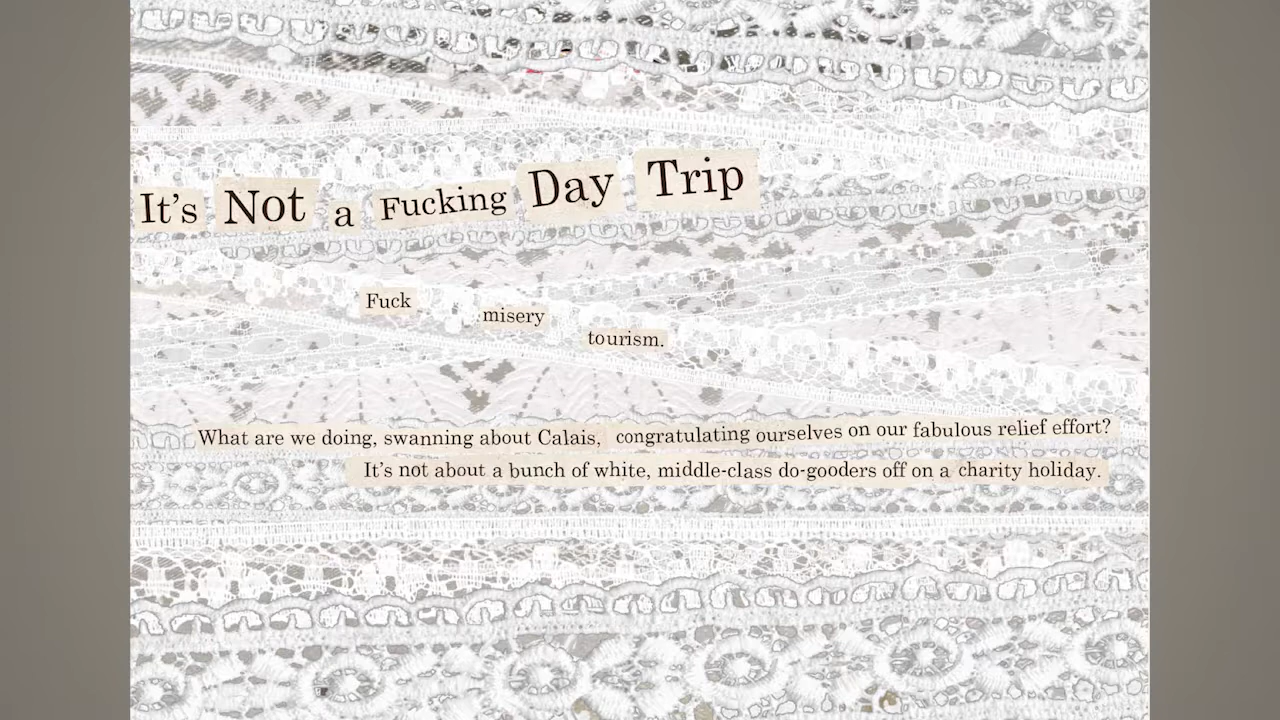 It's Not a Fucking Day Trip
Fuck
misery
tourism.
What are we doing, swanning about Calais, congratulating ourselves on our fabulous relief effort?
It's not about a bunch of white, middle-class do-gooders off on a charity holiday.